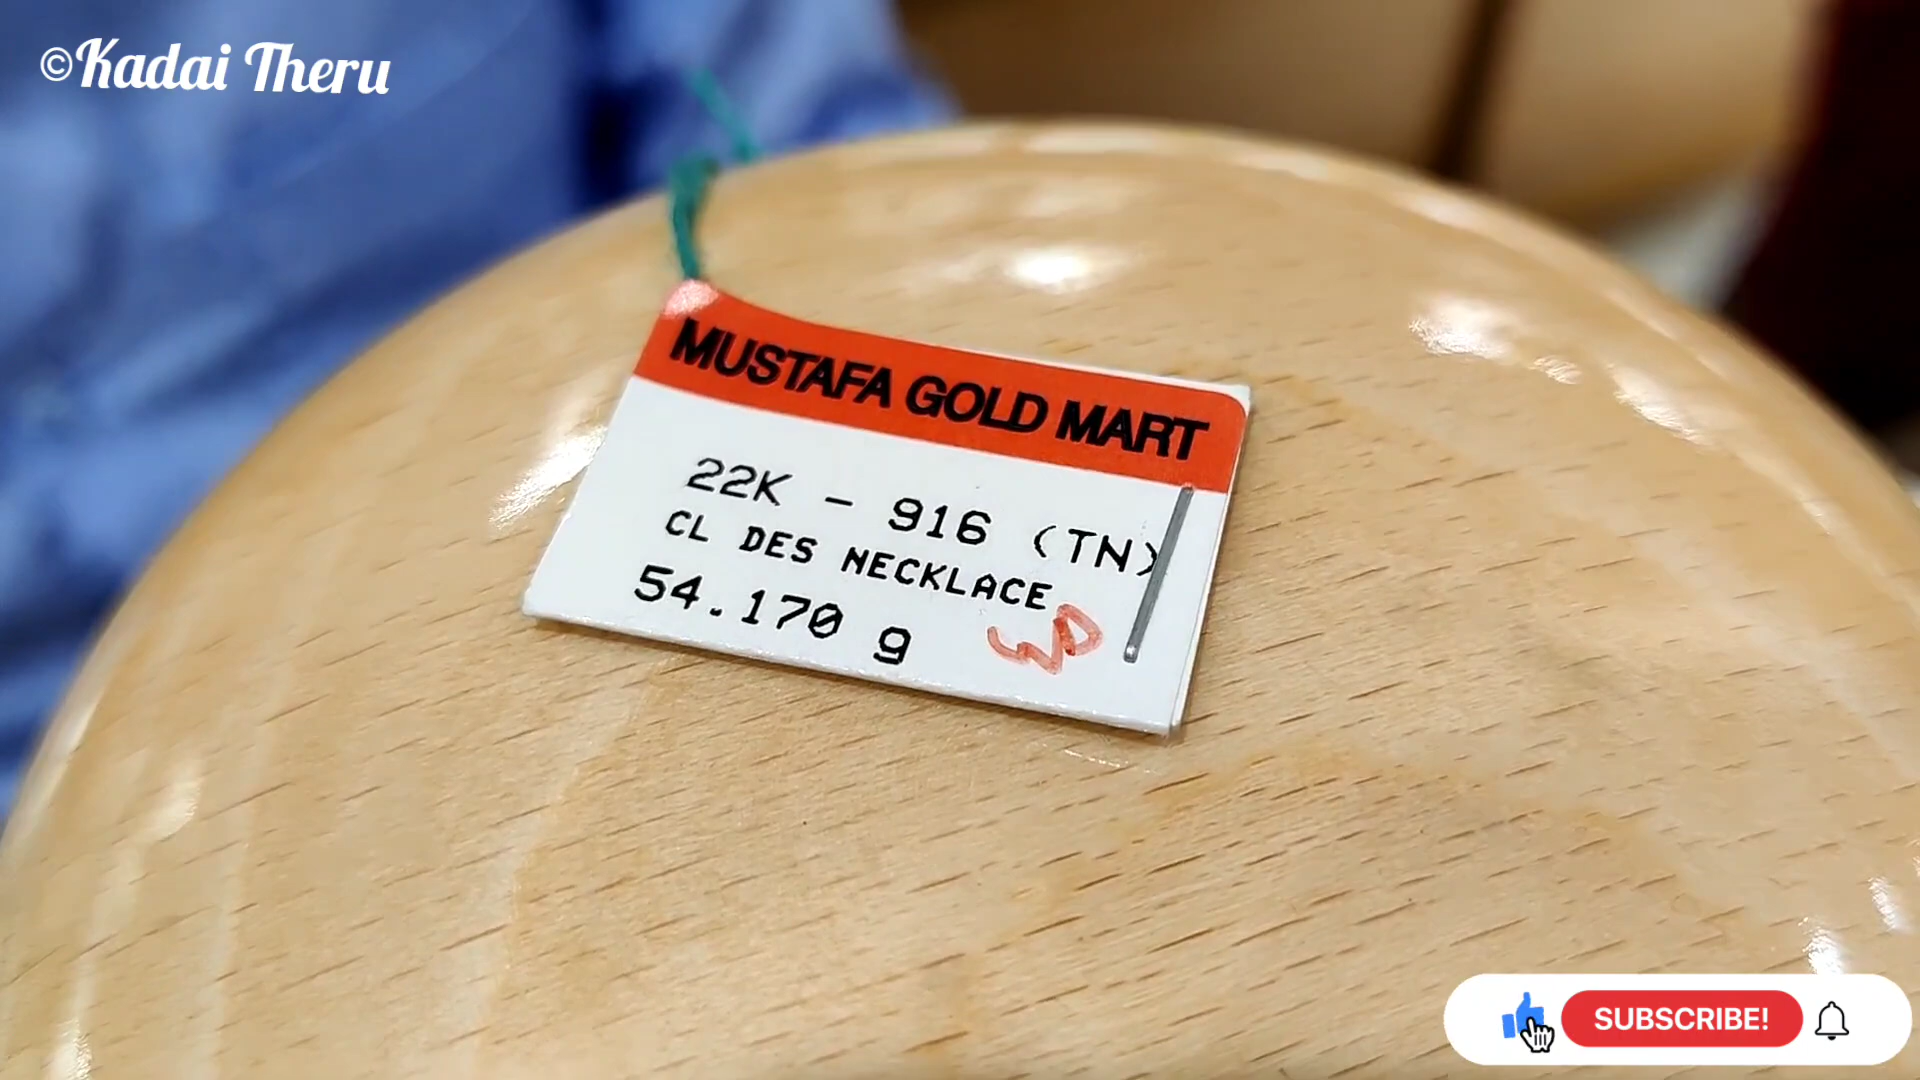 ©Kadai Theru
MUSTAFA GOLD MART
22K - 916 (TN)
CL DES NECKLACE
54.170 g
SUBSCRIBE!